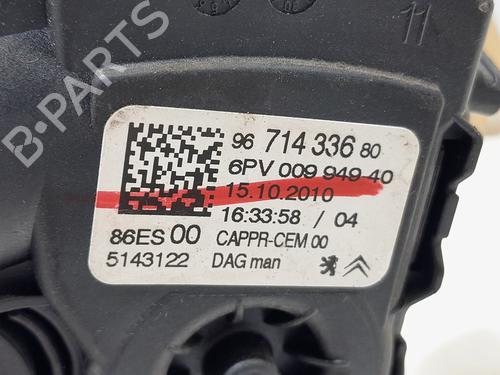 11
96 714 336 80
6PV 009 949 40
15.10.2010
16:33:58 / 04
86ES 00 CAPPR-CEM 00
5143122 DAG man
B-PARTS